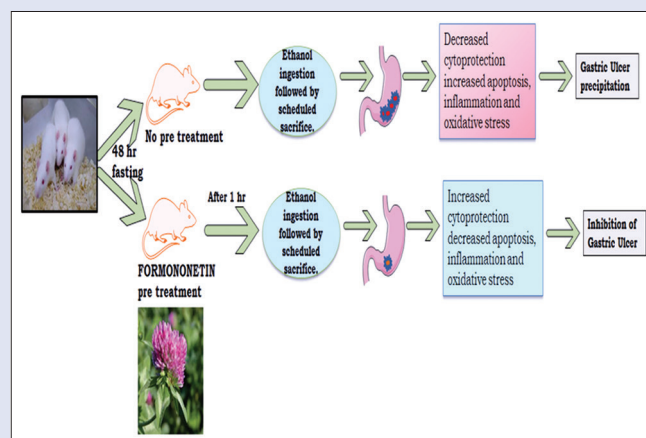 No pre treatment
Ethanol
ingestion
followed by
scheduled
sacrifice.
Decreased
cytoprotection
increased apoptosis,
inflammation and
oxidative stress
Gastric Ulcer
precipitation
48 hr
fasting
After 1 hr
FORMONONETIN
pre treatment
Ethanol
ingestion
followed by
scheduled
sacrifice.
Increased
cytoprotection
decreased apoptosis,
inflammation and
oxidative stress
Inhibition of
Gastric Ulcer